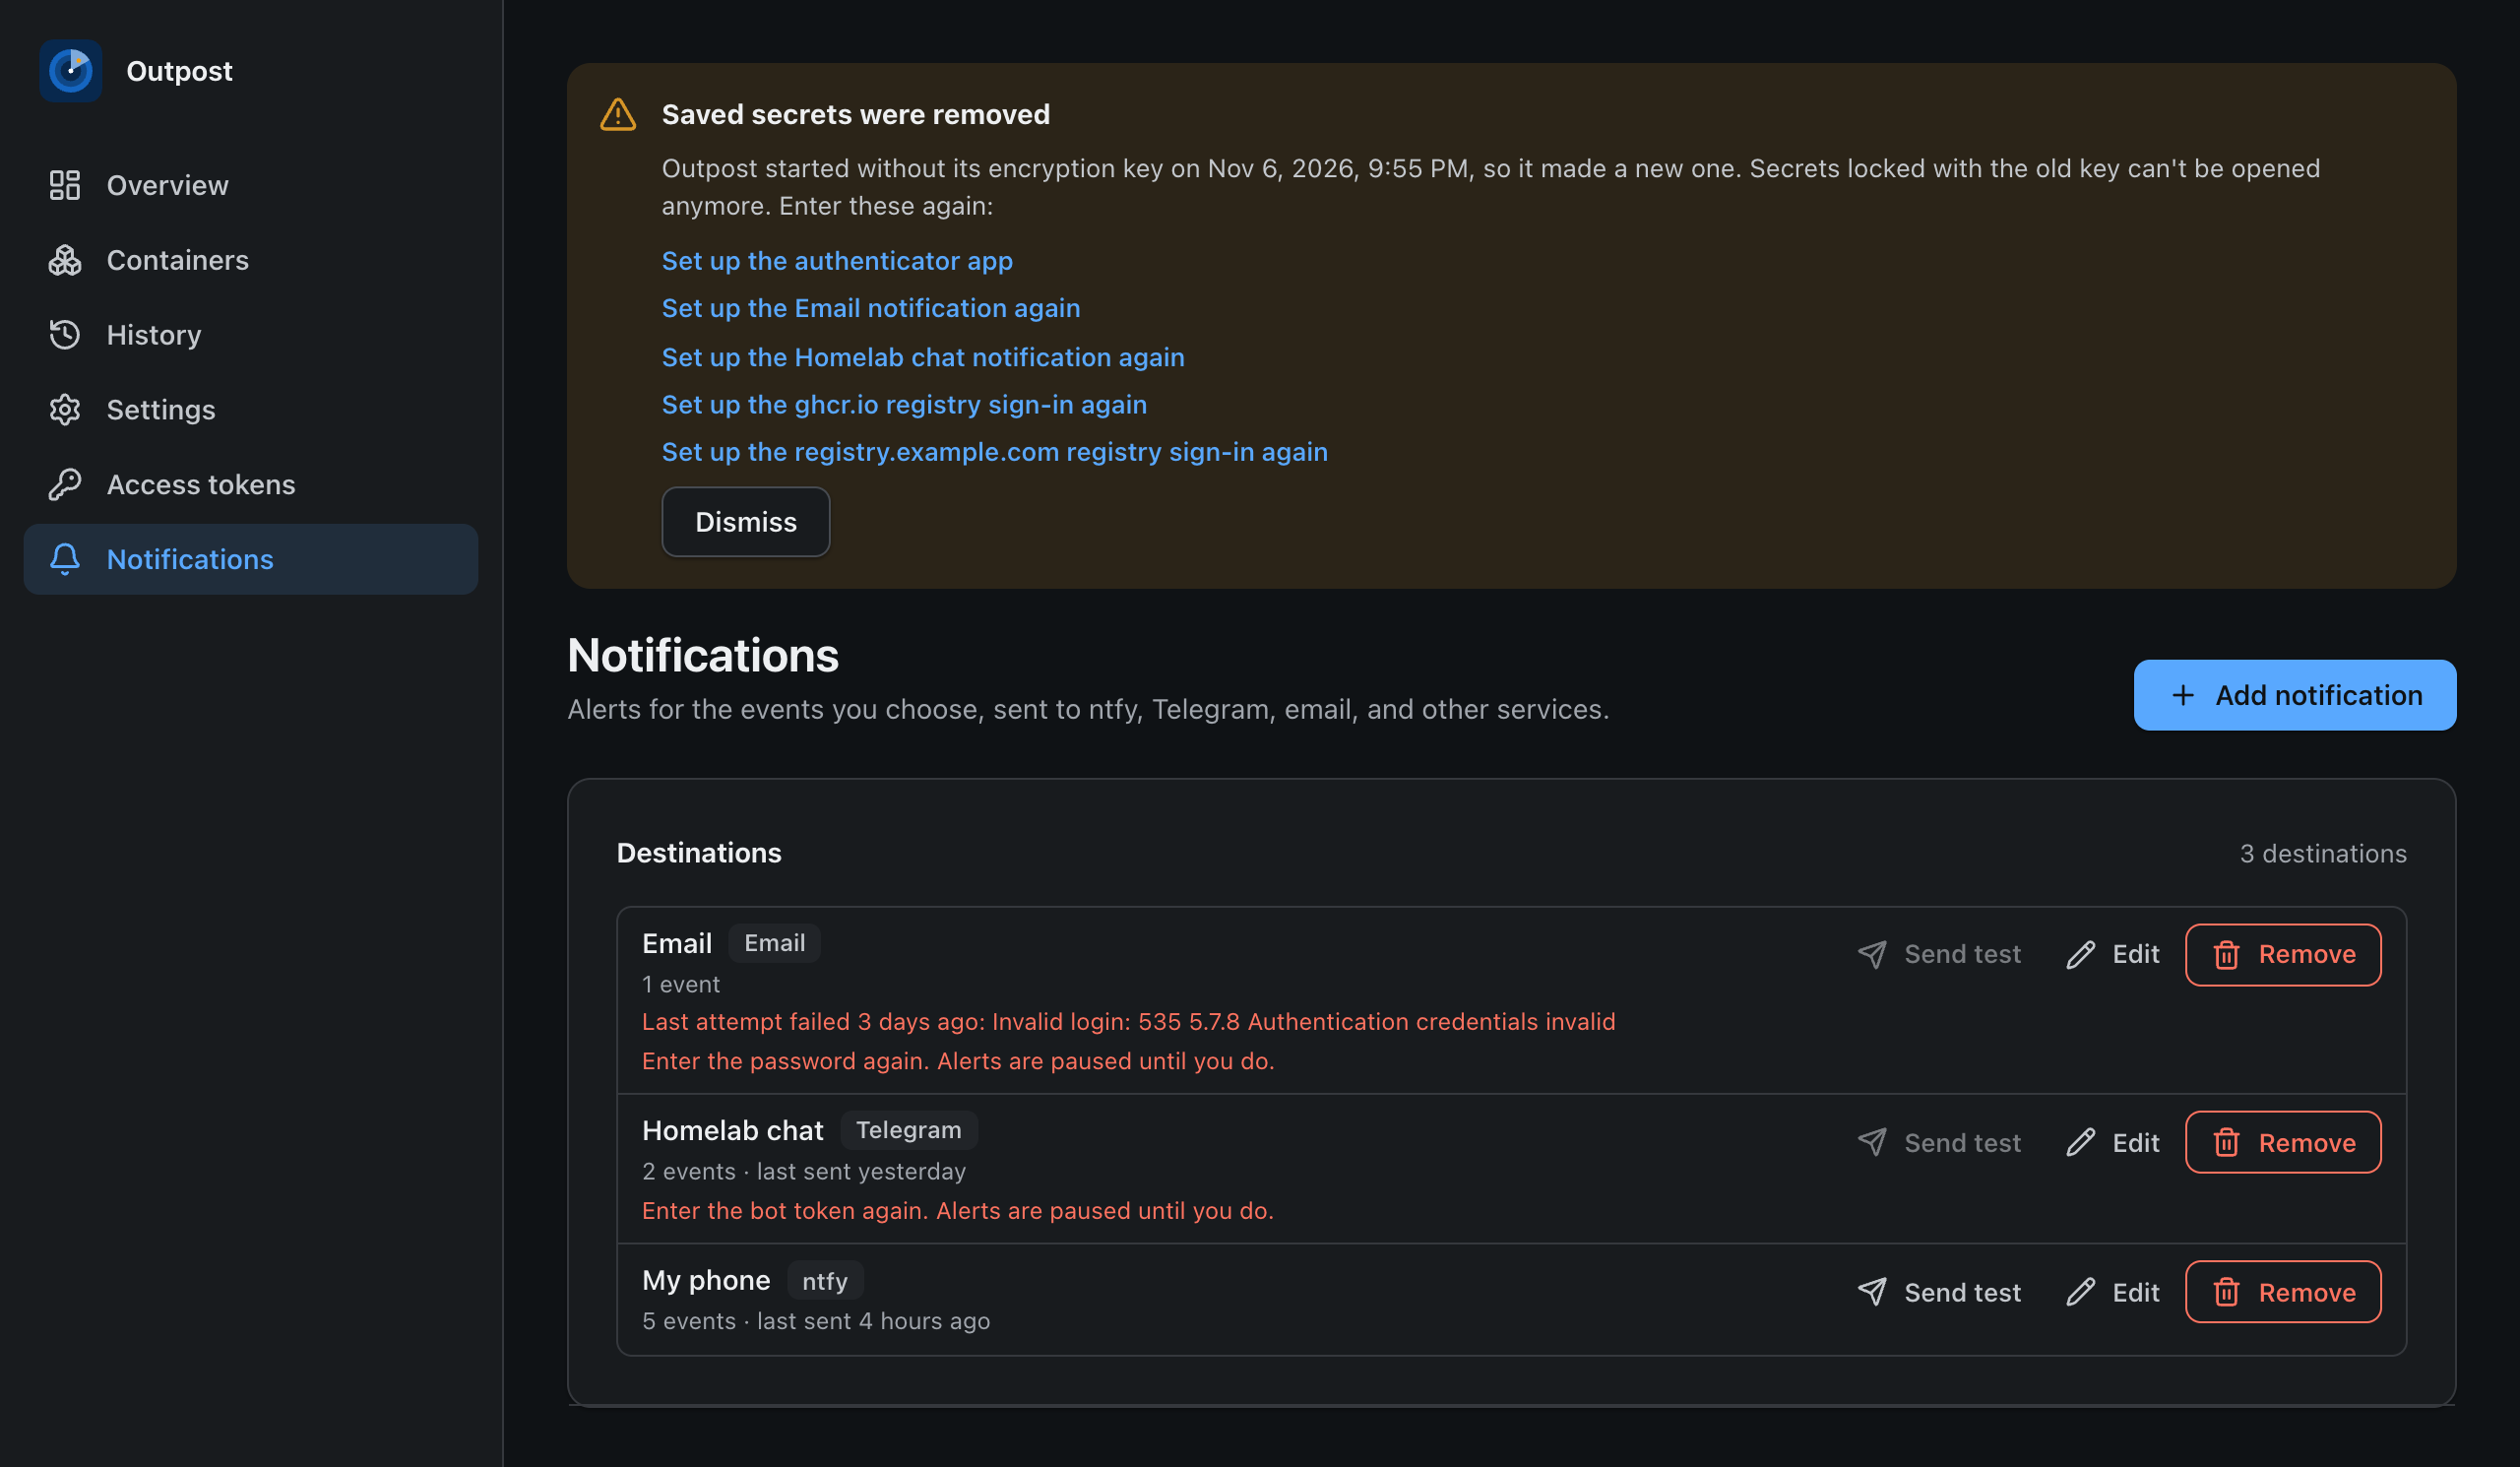 Outpost
Overview
Containers
History
Settings
Access tokens
Notifications
Saved secrets were removed
Outpost started without its encryption key on Nov 6, 2026, 9:55 PM, so it made a new one. Secrets locked with the old key can't be opened
anymore. Enter these again:
Set up the authenticator app
Set up the Email notification again
Set up the Homelab chat notification again
Set up the ghcr.io registry sign-in again
Set up the registry.example.com registry sign-in again
Dismiss
Notifications
Alerts for the events you choose, sent to ntfy, Telegram, email, and other services.
Add notification
Destinations
3 destinations
Email Email
Send test Edit Remove
1 event
Last attempt failed 3 days ago: Invalid login: 535 5.7.8 Authentication credentials invalid
Enter the password again. Alerts are paused until you do.
Homelab chat Telegram
Send test Edit Remove
2 events · last sent yesterday
Enter the bot token again. Alerts are paused until you do.
My phone ntfy
Send test Edit Remove
5 events · last sent 4 hours ago